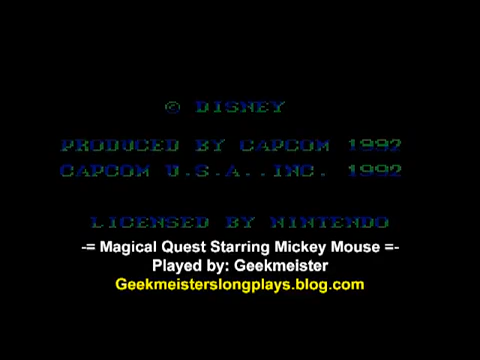 © DISNEY
PRODUCED BY CAPCOM 1992
CAPCOM U.S.A.,INC. 1992
LICENSED BY NINTENDO
-= Magical Quest Starring Mickey Mouse =-
Played by: Geekmeister
Geekmeisterslongplays.blog.com